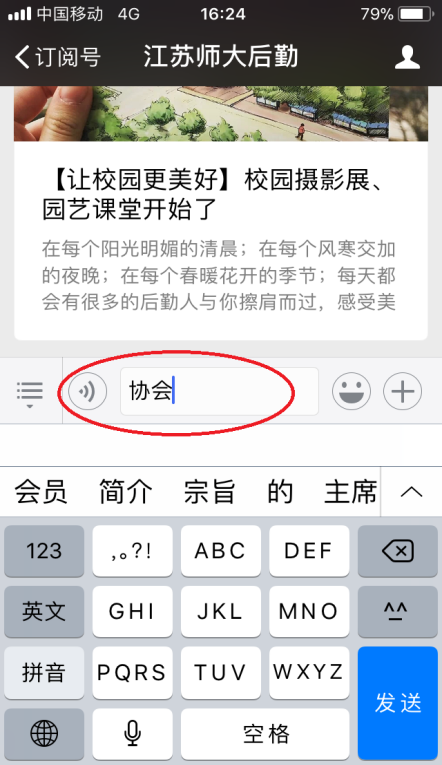 中国移动 4G 16:24 79%
订阅号 江苏师大后勤
【让校园更美好】校园摄影展、
园艺课堂开始了
在每个阳光明媚的清晨；在每个风寒交加
的夜晚；在每个春暖花开的季节；每天都
会有很多的后勤人与你擦肩而过，感受美
协会
会员 简介 宗旨 的 主席
123 ,。?! ABC DEF
英文 GHI JKL MNO ^^
拼音 PQRS TUV WXYZ 发送
空格